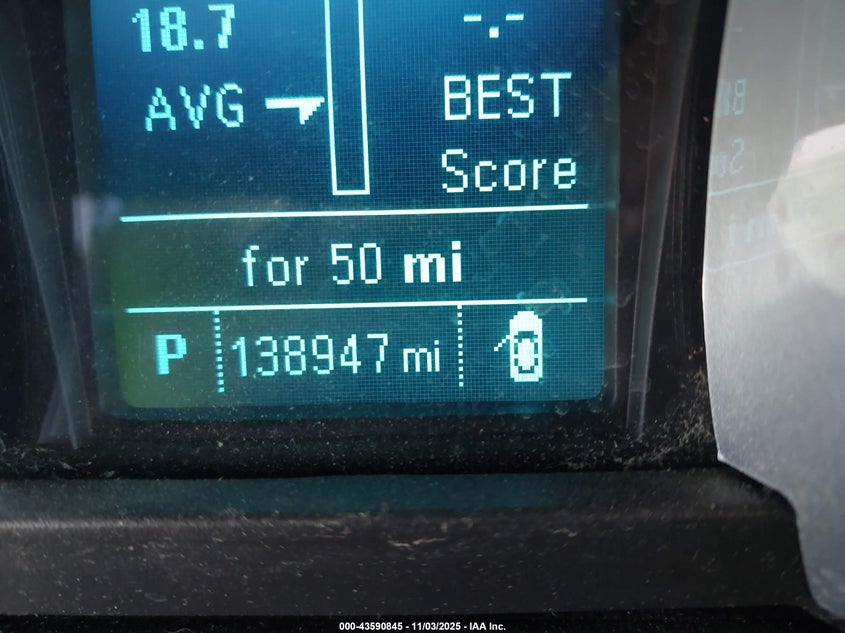 18.7 -.-
AVG BEST
Score
for 50 mi
P 138947 mi
000-43590845 - 11/03/2025 - IAA Inc.